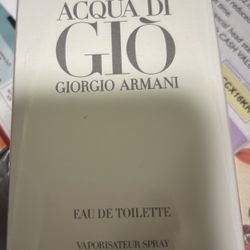 ACQUA DI
GIÒ
GIORGIO ARMANI
EAU DE TOILETTE
VAPORISATEUR SPRAY